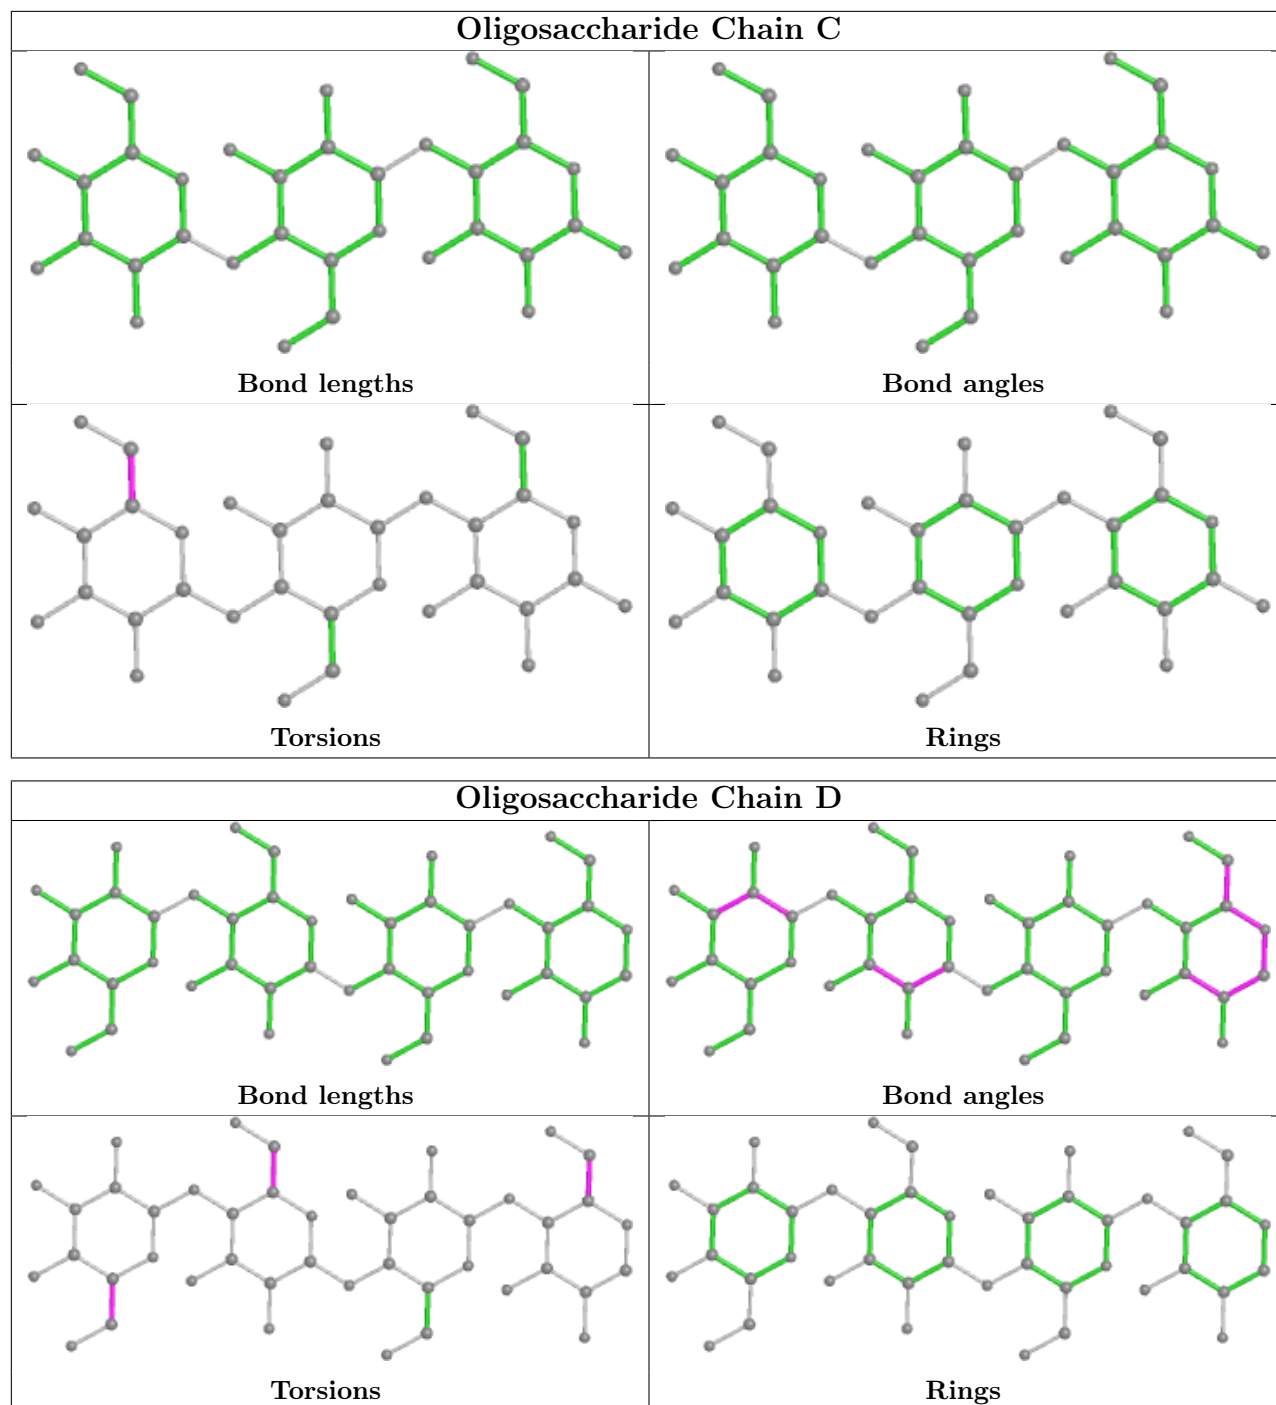 Oligosaccharide Chain C
Bond lengths
Bond angles
Torsions
Rings
Oligosaccharide Chain D
Bond lengths
Bond angles
Torsions
Rings